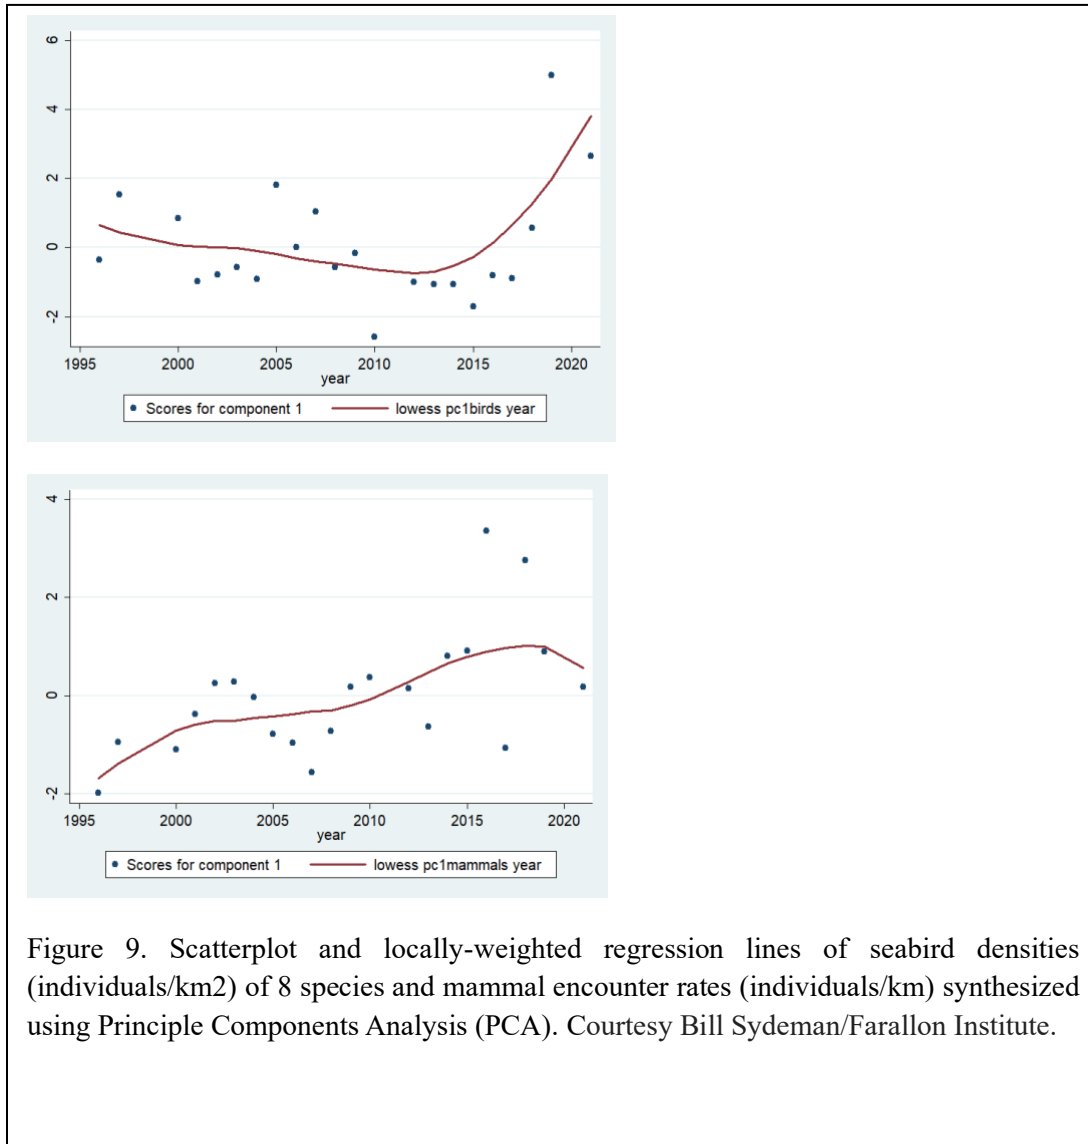 6
4
2
0
-2
1995 2000 2005 2010 2015 2020
year
Scores for component 1 lowess pc1birds year
4
2
0
-2
1995 2000 2005 2010 2015 2020
year
Scores for component 1 lowess pc1mammals year
Figure 9. Scatterplot and locally-weighted regression lines of seabird densities
(individuals/km2) of 8 species and mammal encounter rates (individuals/km) synthesized
using Principle Components Analysis (PCA). Courtesy Bill Sydeman/Farallon Institute.